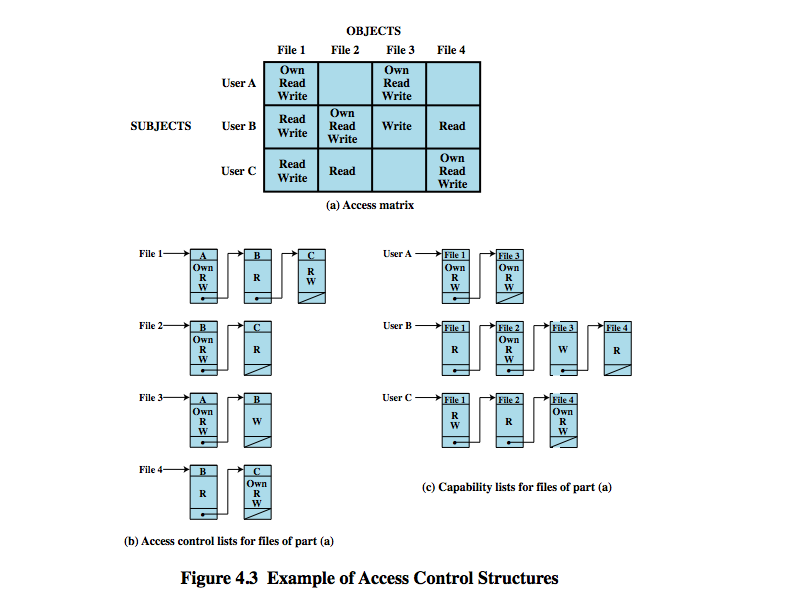 OBJECTS
File 1 File 2 File 3 File 4
User A
Own
Read
Write
Own
Read
Write
SUBJECTS
User B
Read
Write
Own
Read
Write
Write
Read
User C
Read
Write
Read
Own
Read
Write
(a) Access matrix
File 1
A
Own
R
W
B
R
C
R
W
File 2
B
Own
R
W
C
R
File 3
A
Own
R
W
B
W
File 4
B
R
C
Own
R
W
(b) Access control lists for files of part (a)
User A
File 1
Own
R
W
File 3
Own
R
W
User B
File 1
R
File 2
Own
R
W
File 3
W
File 4
R
User C
File 1
R
W
File 2
R
File 4
Own
R
W
(c) Capability lists for files of part (a)
Figure 4.3 Example of Access Control Structures